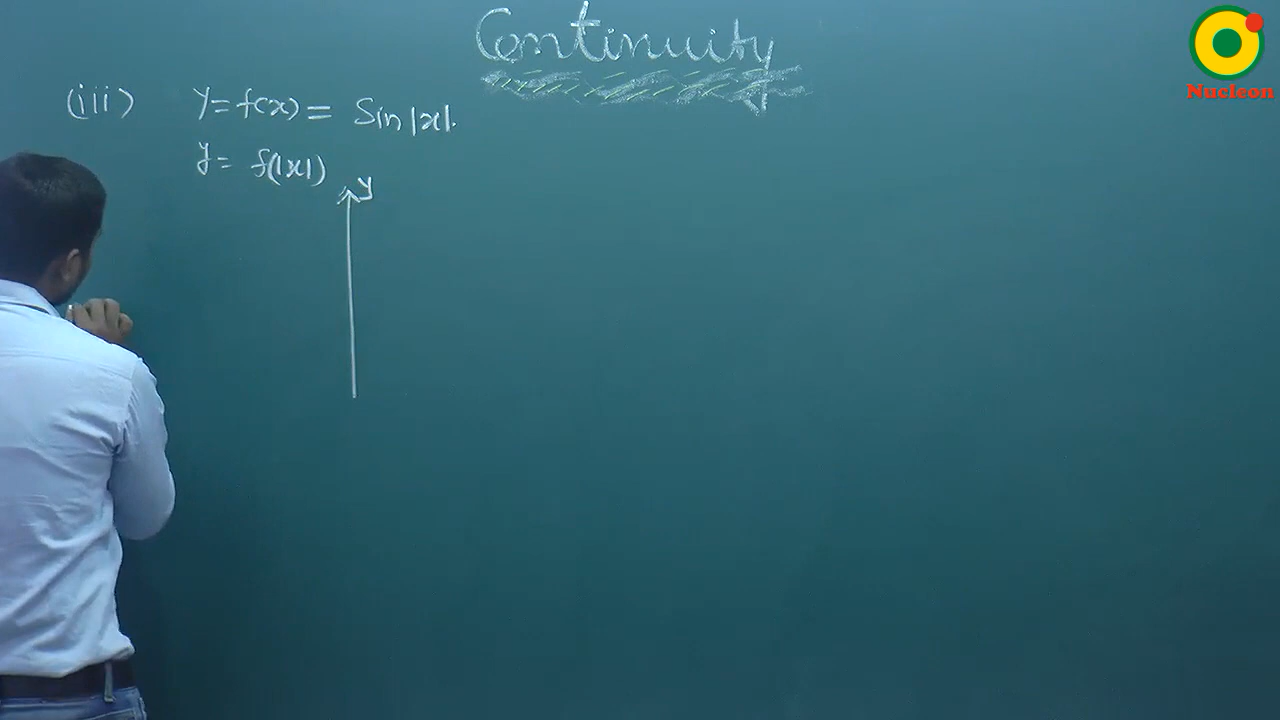 Continuity
Nucleon
(iii) y = f(x) = Sin|x|.
y = f(|x|)
y